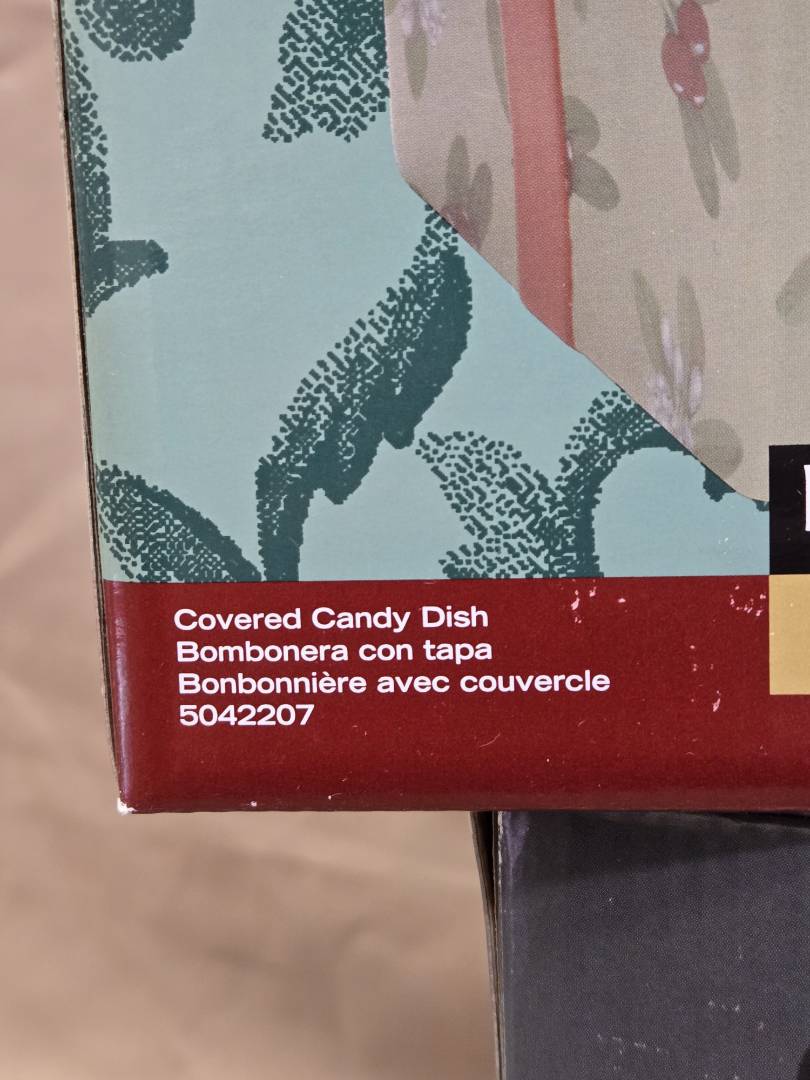 Covered Candy Dish
Bombonera con tapa
Bonbonnière avec couvercle
5042207